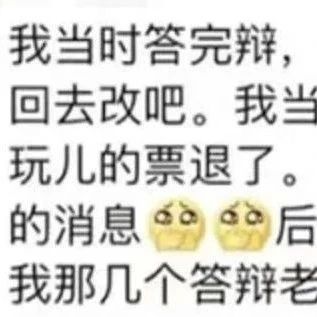 我当时答完辩，
回去改吧。我当
玩儿的票退了。
的消息🥺🥺后
我那几个答辩老